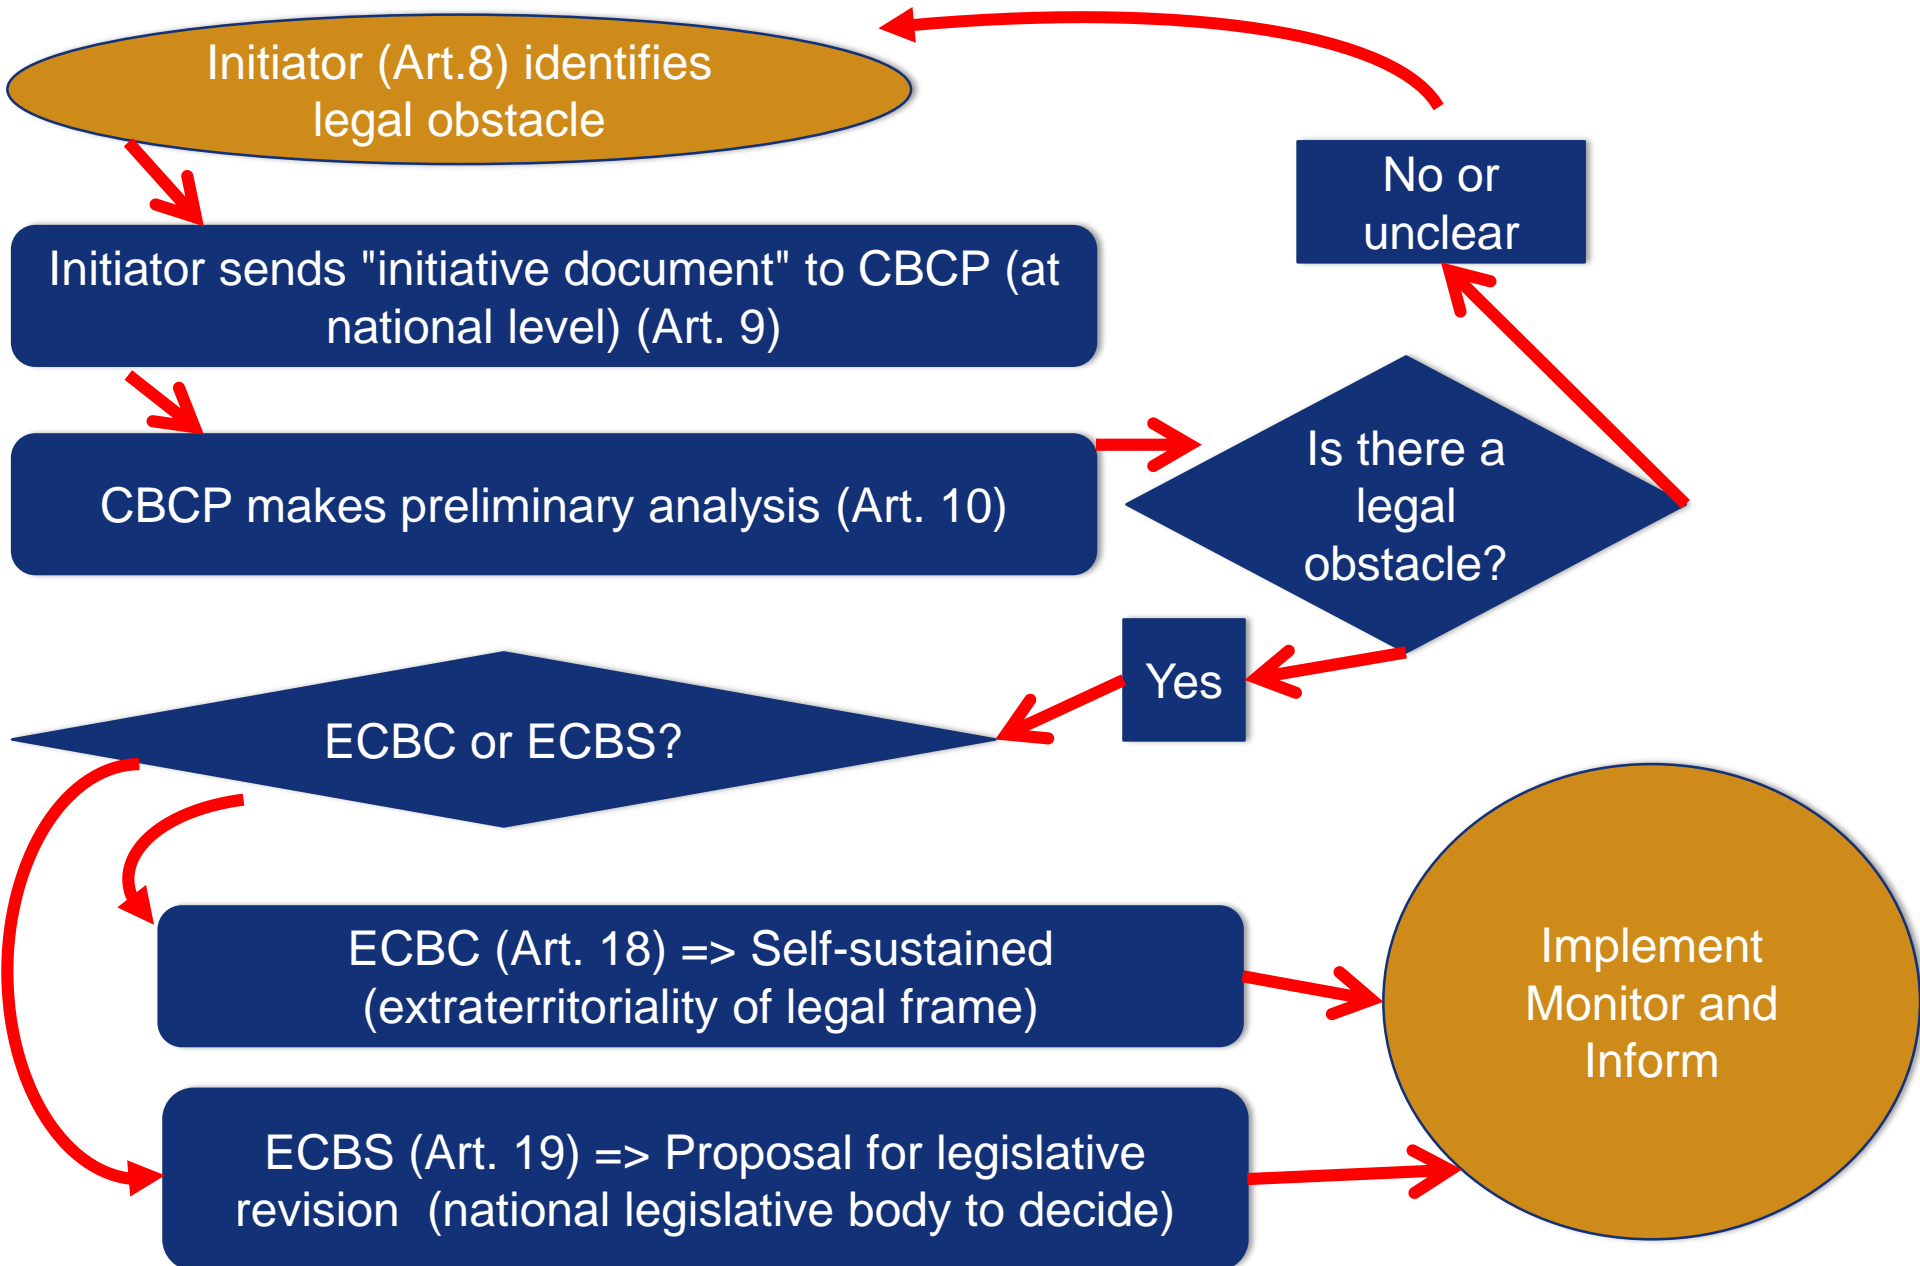 Initiator (Art.8) identifies
legal obstacle
No or
unclear
Initiator sends "initiative document" to CBCP (at
national level) (Art. 9)
CBCP makes preliminary analysis (Art. 10)
Is there a
legal
obstacle?
Yes
ECBC or ECBS?
ECBC (Art. 18) => Self-sustained
(extraterritoriality of legal frame)
Implement
Monitor and
Inform
ECBS (Art. 19) => Proposal for legislative
revision  (national legislative body to decide)